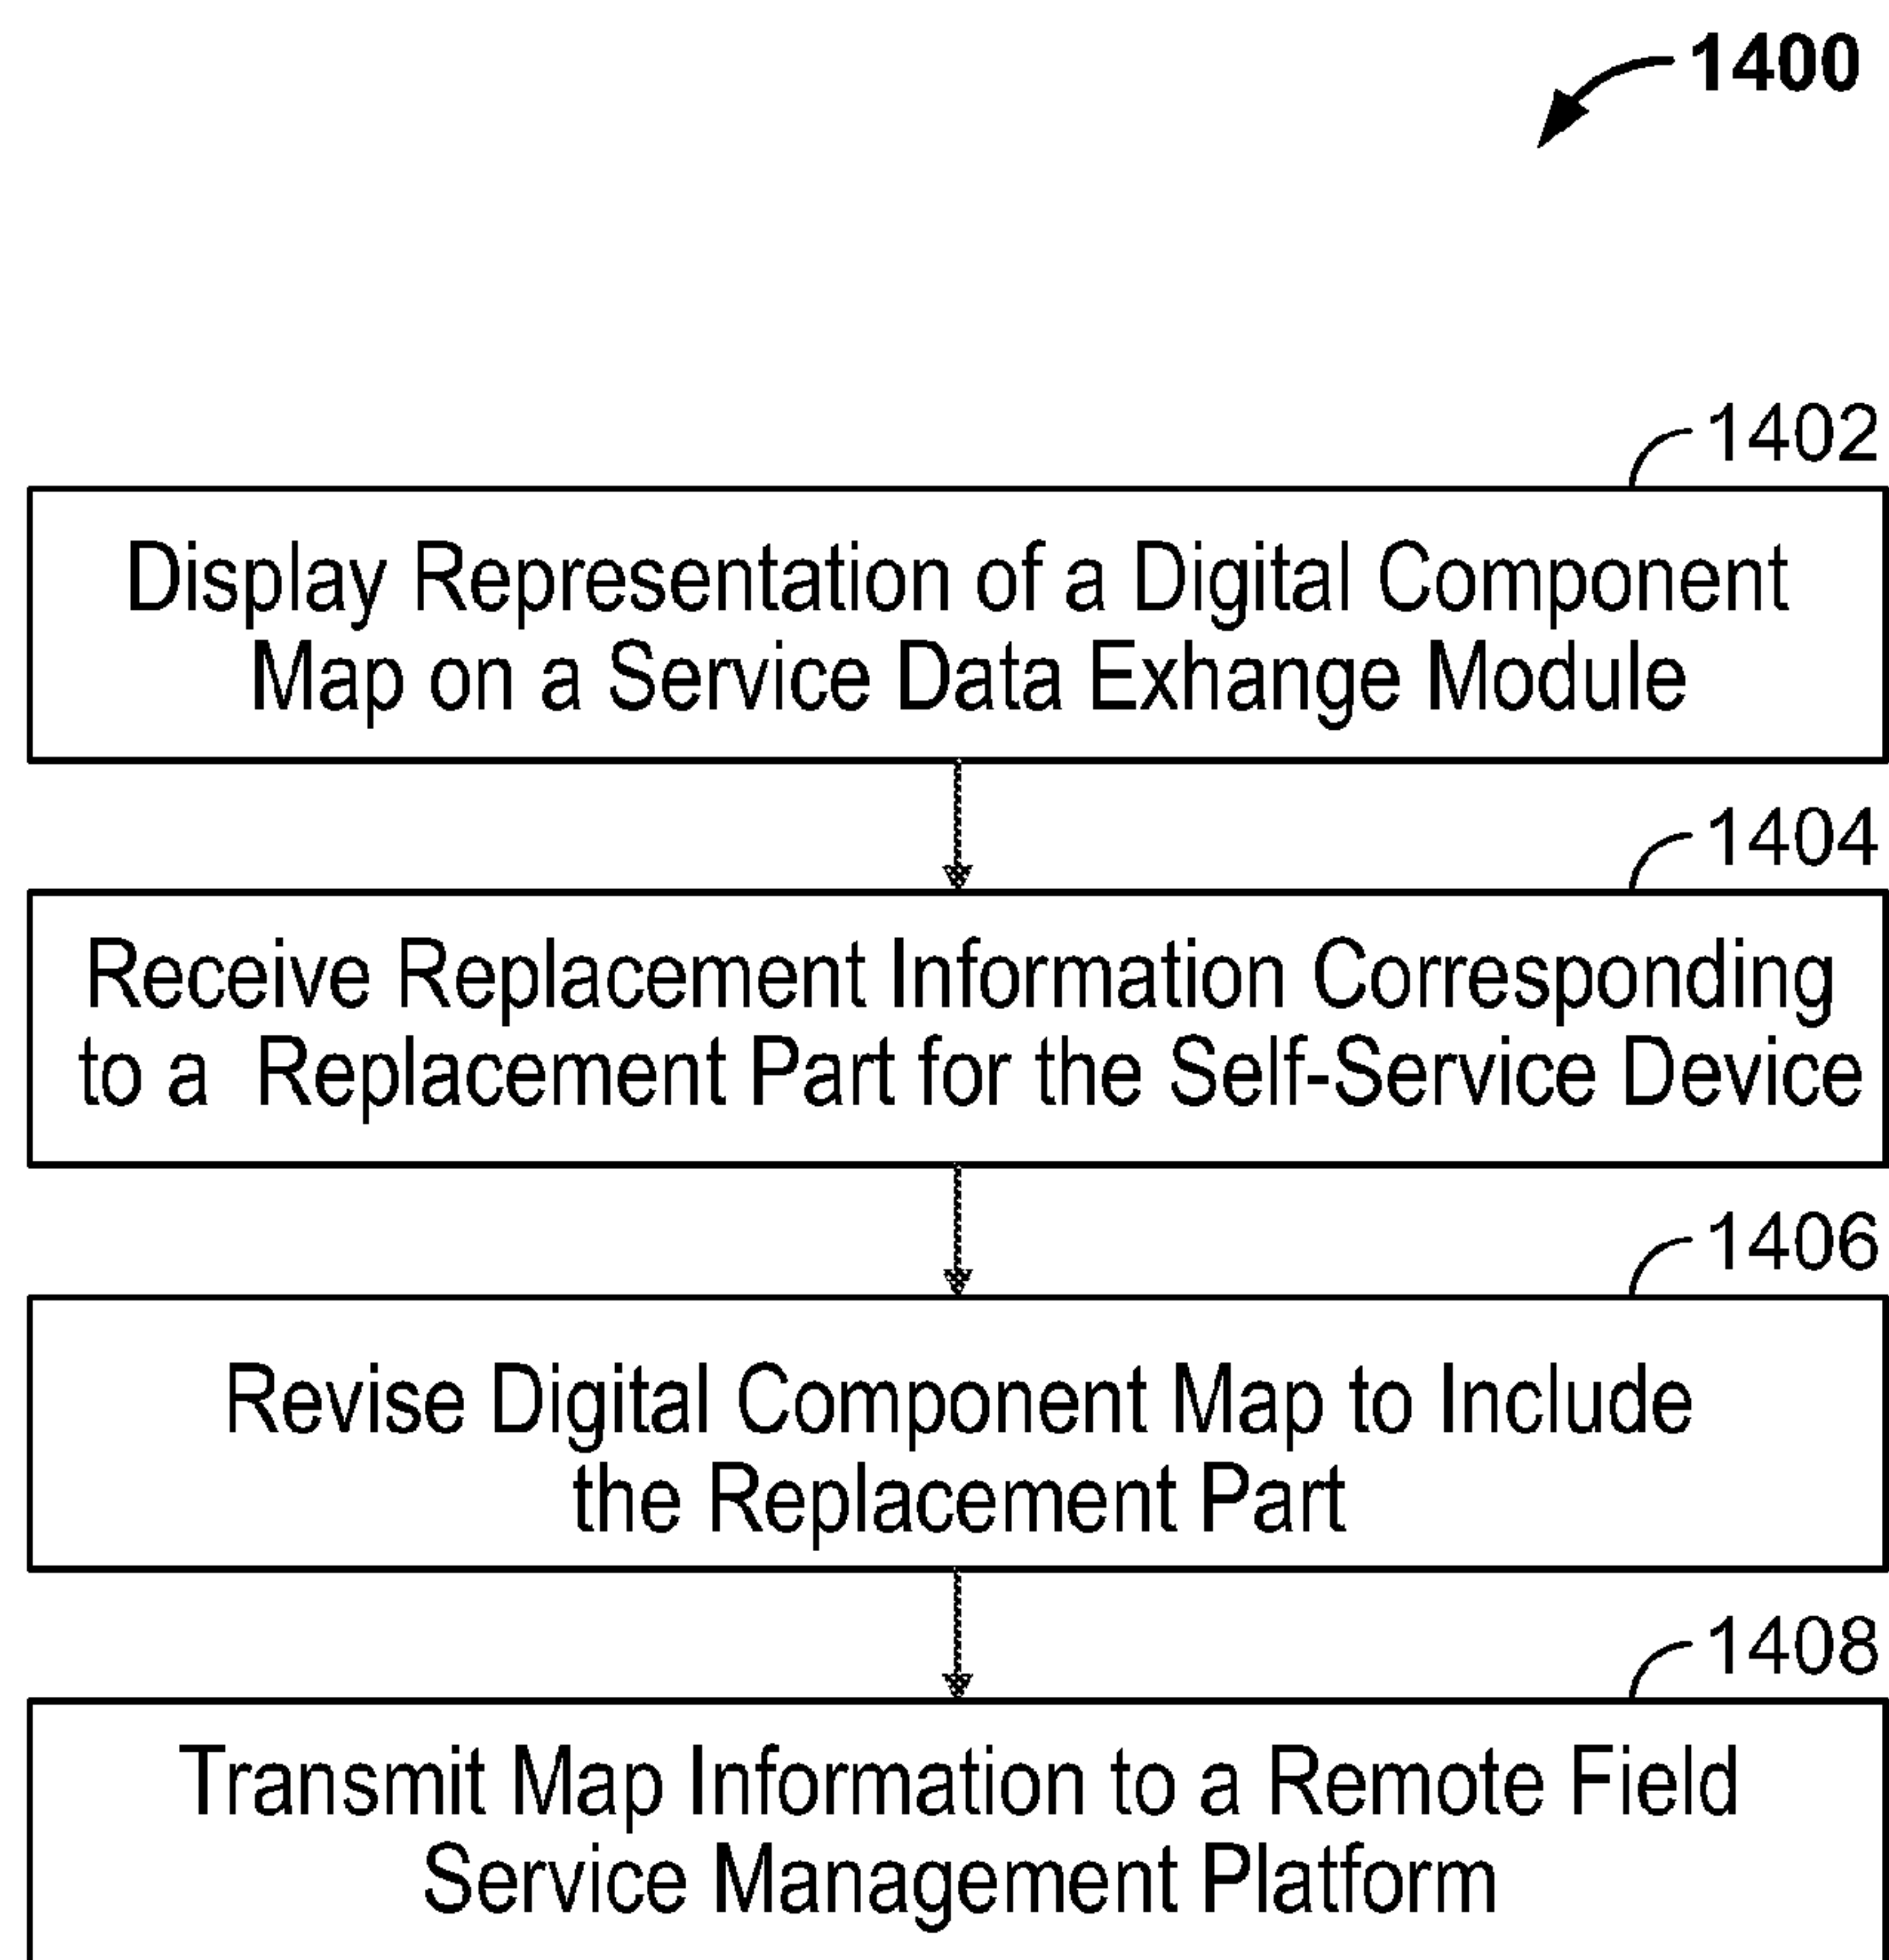 1400
1402
Display Representation of a Digital Component
Map on a Service Data Exhange Module
1404
Receive Replacement Information Corresponding
to a Replacement Part for the Self-Service Device
1406
Revise Digital Component Map to Include
the Replacement Part
1408
Transmit Map Information to a Remote Field
Service Management Platform